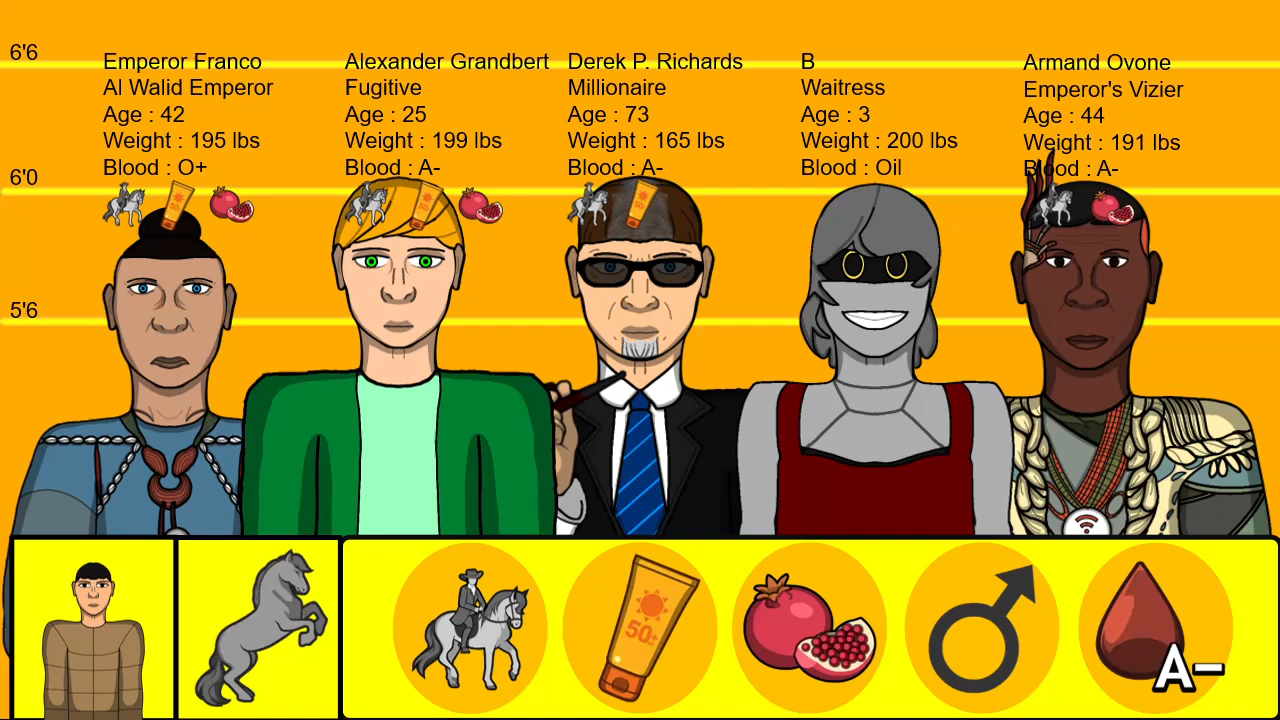 6'6
6'0
5'6
Emperor Franco
Al Walid Emperor
Age : 42
Weight : 195 lbs
Blood : O+
Alexander Grandbert
Fugitive
Age : 25
Weight : 199 lbs
Blood : A-
Derek P. Richards
Millionaire
Age : 73
Weight : 165 lbs
Blood : A-
B
Waitress
Age : 3
Weight : 200 lbs
Blood : Oil
Armand Ovone
Emperor's Vizier
Age : 44
Weight : 191 lbs
Blood : A-
50+
A-